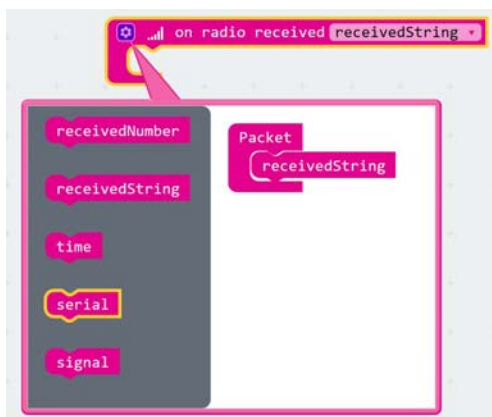 on radio received receivedString
receivedNumber
receivedString
time
serial
signal
Packet
receivedString